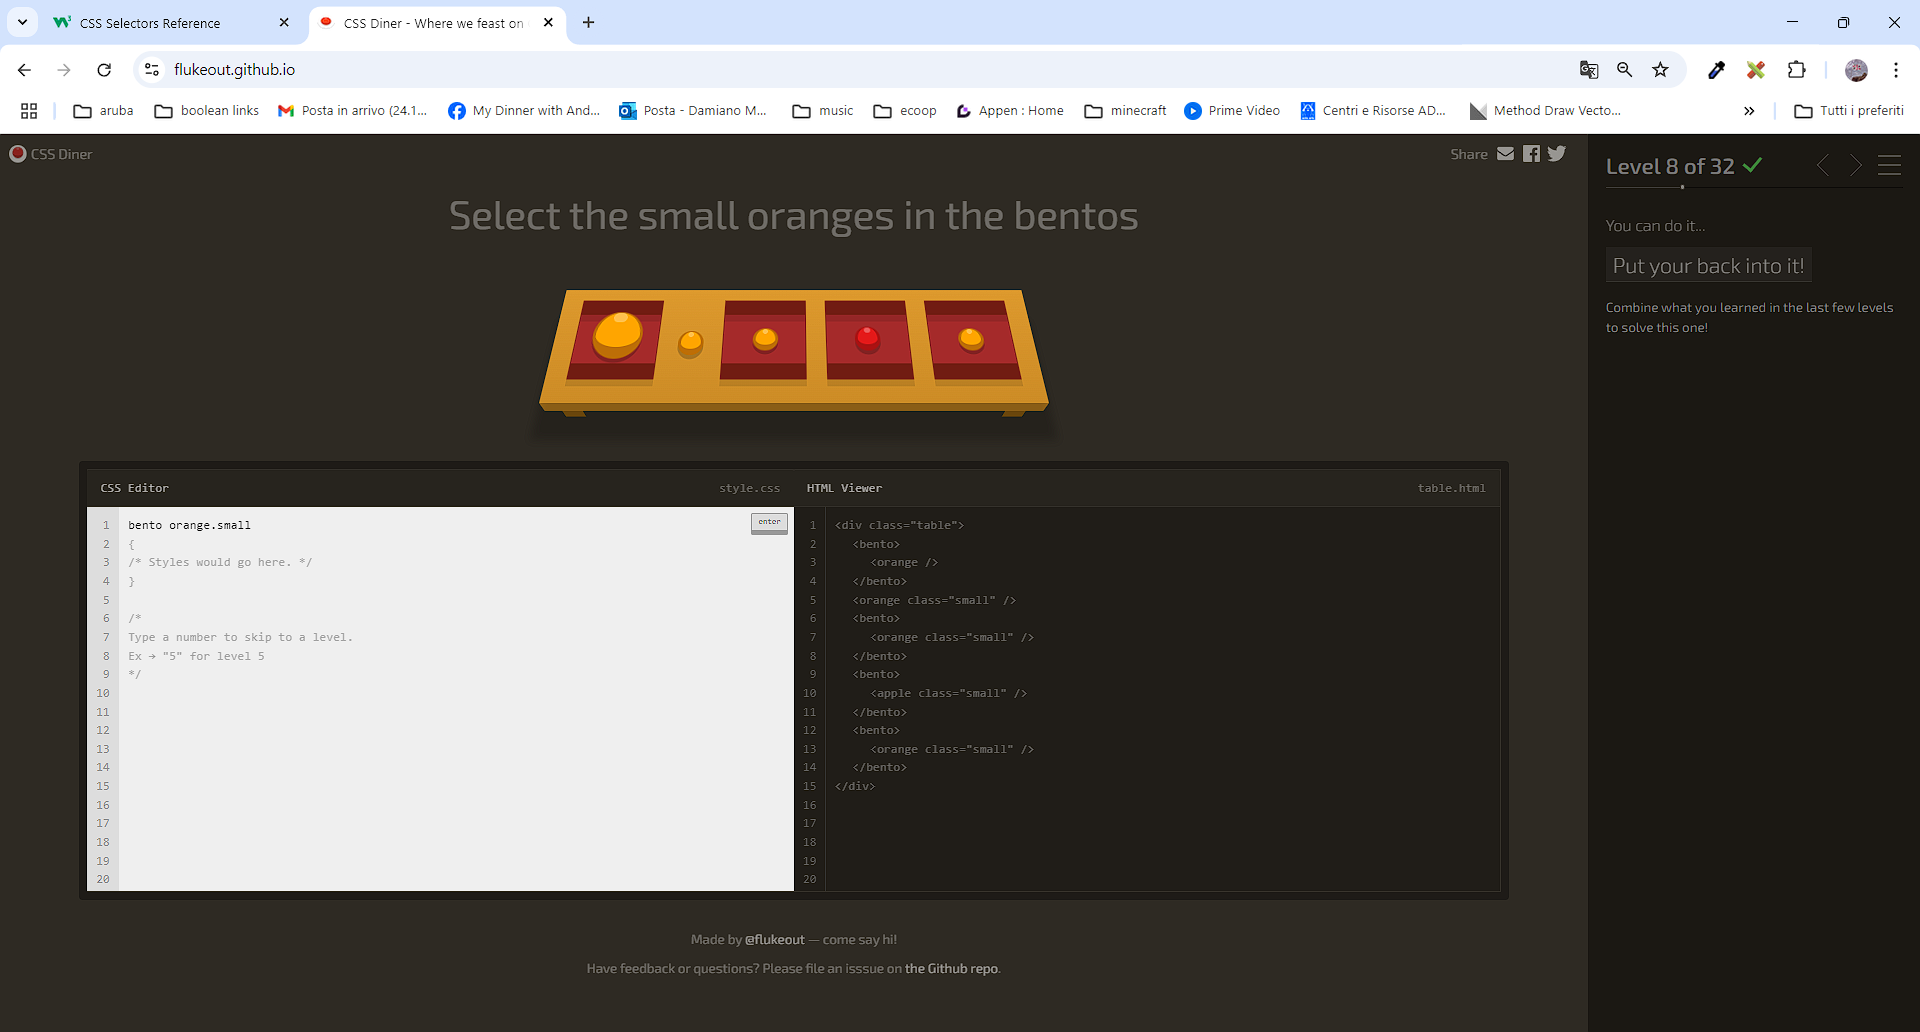 CSS Selectors Reference
CSS Diner - Where we feast on
flukeout.github.io
aruba
boolean links
Posta in arrivo (24.1...
My Dinner with And...
Posta - Damiano M...
music
ecoop
Appen : Home
minecraft
Prime Video
Centri e Risorse AD...
Method Draw Vecto...
»
Tutti i preferiti
CSS Diner
Share
Select the small oranges in the bentos
CSS Editor
style.css
1 bento orange.small
enter
2 {
3 /* Styles would go here. */
4 }
5
6 /*
7 Type a number to skip to a level.
8 Ex → "5" for level 5
9 */
10
11
12
13
14
15
16
17
18
19
20
HTML Viewer
table.html
1 <div class="table">
2 <bento>
3 <orange />
4 </bento>
5 <orange class="small" />
6 <bento>
7 <orange class="small" />
8 </bento>
9 <bento>
10 <apple class="small" />
11 </bento>
12 <bento>
13 <orange class="small" />
14 </bento>
15 </div>
16
17
18
19
20
Made by @flukeout — come say hi!
Have feedback or questions? Please file an isssue on the Github repo.
Level 8 of 32
You can do it...
Put your back into it!
Combine what you learned in the last few levels
to solve this one!